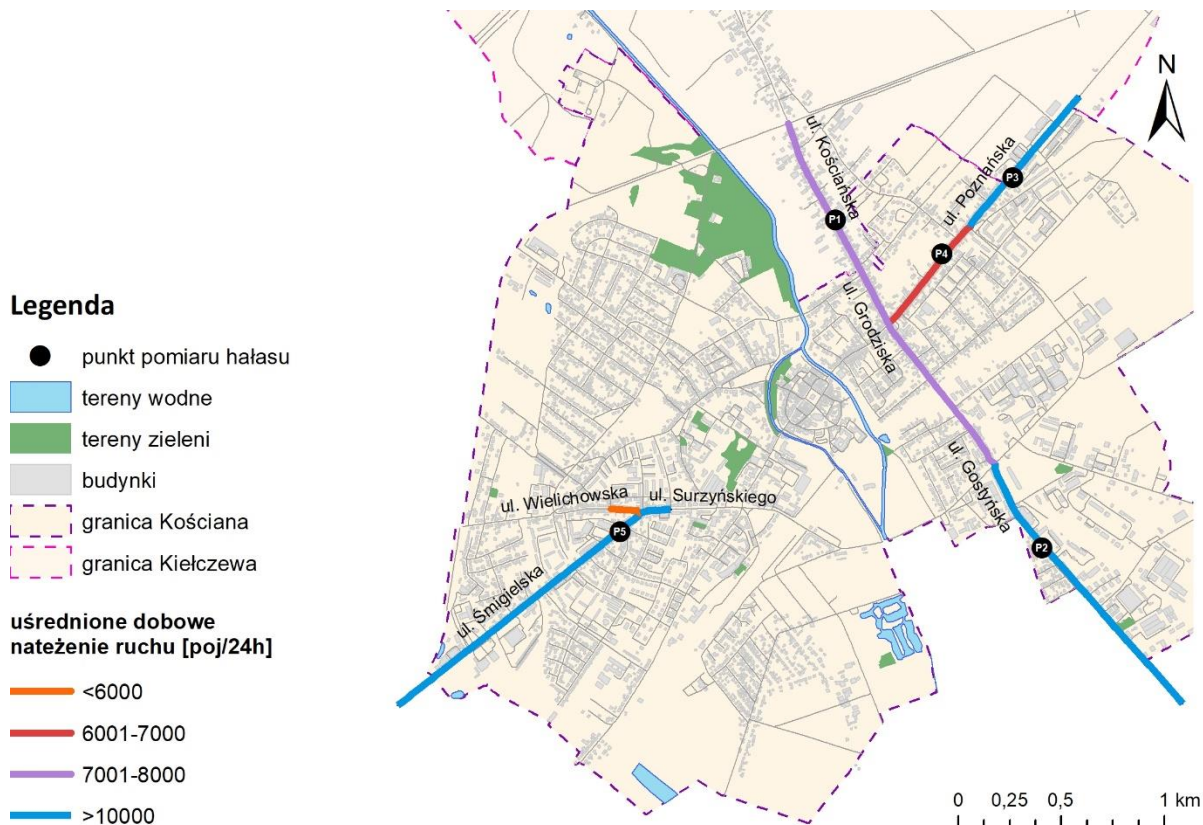 N
ul. Kościańska
ul. Poznańska
P3
P1
P4
ul. Grodziska
ul. Gostyńska
P2
ul. Wielichowska
ul. Surzyńskiego
P5
ul. Śmigielska
Legenda
punkt pomiaru hałasu
tereny wodne
tereny zieleni
budynki
granica Kościana
granica Kiełczewa
uśrednione dobowe
nateżenie ruchu [poj/24h]
<6000
6001-7000
7001-8000
>10000
0 0,25 0,5 1 km